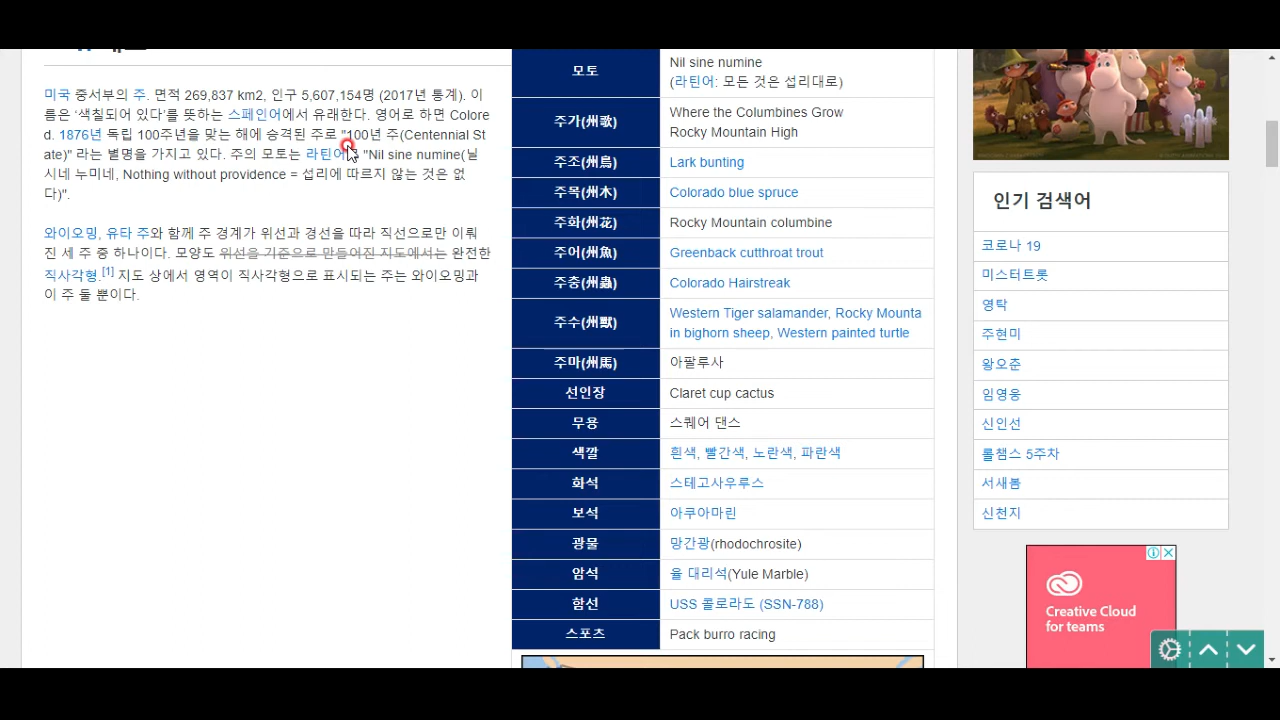 미국 중서부의 주. 면적 269,837 km2, 인구 5,607,154명 (2017년 통계). 이
름은 ‘색칠되어 있다’를 뜻하는 스페인어에서 유래한다. 영어로 하면 Colore
d. 1876년 독립 100주년을 맞는 해에 승격된 주로 "100년 주(Centennial St
ate)" 라는 별명을 가지고 있다. 주의 모토는 라틴어로 "Nil sine numine(닐
시네 누미네, Nothing without providence = 섭리에 따르지 않는 것은 없
다)".
와이오밍, 유타 주와 함께 주 경계가 위선과 경선을 따라 직선으로만 이뤄
진 세 주 중 하나이다. 모양도 위선을 기준으로 만들어진 지도에서는 완전한
직사각형.[1] 지도 상에서 영역이 직사각형으로 표시되는 주는 와이오밍과
이 주 둘 뿐이다.
모토
Nil sine numine
(라틴어: 모든 것은 섭리대로)
주가(州歌)
Where the Columbines Grow
Rocky Mountain High
주조(州鳥) Lark bunting
주목(州木) Colorado blue spruce
주화(州花) Rocky Mountain columbine
주어(州魚) Greenback cutthroat trout
주충(州蟲) Colorado Hairstreak
주수(州獸)
Western Tiger salamander, Rocky Mounta
in bighorn sheep, Western painted turtle
주마(州馬) 아팔루사
선인장 Claret cup cactus
무용 스퀘어 댄스
색깔 흰색, 빨간색, 노란색, 파란색
화석 스테고사우루스
보석 아쿠아마린
광물 망간광(rhodochrosite)
암석 율 대리석(Yule Marble)
함선 USS 콜로라도 (SSN-788)
스포츠 Pack burro racing
인기 검색어
코로나 19
미스터트롯
영탁
주현미
왕오춘
임영웅
신인선
롤챔스 5주차
서새봄
신천지
Creative Cloud
for teams